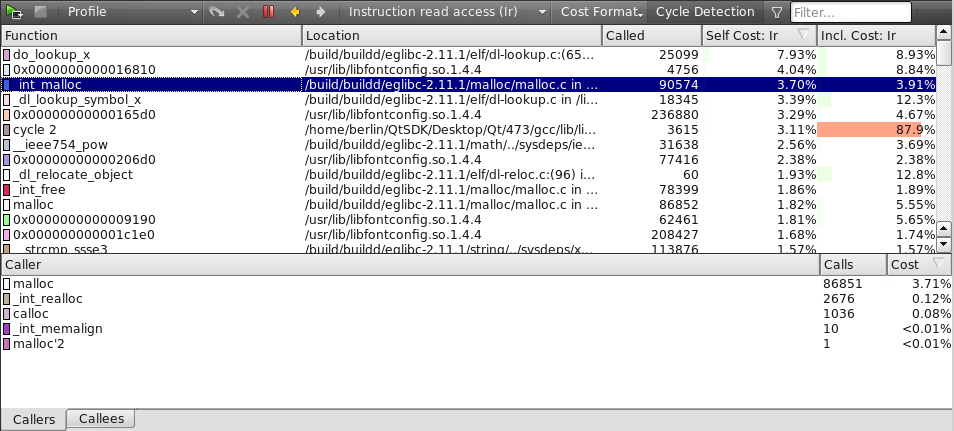 Profile Instruction read access (Ir) Cost Format. Cycle Detection Filter...
Function Location Called Self Cost: Ir Incl. Cost: Ir
do_lookup_x /build/buildd/eglibc-2.11.1/elf/dl-lookup.c:(65... 25099 7.93% 8.93%
0x0000000000016810 /usr/lib/libfontconfig.so.1.4.4 4756 4.04% 8.84%
_int_malloc /build/buildd/eglibc-2.11.1/malloc/malloc.c in ... 90574 3.70% 3.91%
_dl_lookup_symbol_x /build/buildd/eglibc-2.11.1/elf/dl-lookup.c in /li... 18345 3.39% 12.3%
0x00000000000165d0 /usr/lib/libfontconfig.so.1.4.4 236880 3.29% 4.67%
cycle 2 /home/berlin/QtSDK/Desktop/Qt/473/gcc/lib/li... 3615 3.11% 87.9%
__ieee754_pow /build/buildd/eglibc-2.11.1/math/../sysdeps/ie... 31638 2.56% 3.69%
0x00000000000206d0 /usr/lib/libfontconfig.so.1.4.4 77416 2.38% 2.38%
_dl_relocate_object /build/buildd/eglibc-2.11.1/elf/dl-reloc.c:(96) i... 60 1.93% 12.8%
_int_free /build/buildd/eglibc-2.11.1/malloc/malloc.c in ... 78399 1.86% 1.89%
malloc /build/buildd/eglibc-2.11.1/malloc/malloc.c in ... 86852 1.82% 5.55%
0x0000000000009190 /usr/lib/libfontconfig.so.1.4.4 62461 1.81% 5.65%
0x000000000001c1e0 /usr/lib/libfontconfig.so.1.4.4 208427 1.68% 1.74%
__strcmp_ssse3 /build/buildd/eglibc-2.11.1/string/../sysdeps/x... 113876 1.57% 1.57%
Caller Calls Cost
malloc 86851 3.71%
_int_realloc 2676 0.12%
calloc 1036 0.08%
_int_memalign 10 <0.01%
malloc'2 1 <0.01%
Callers Callees